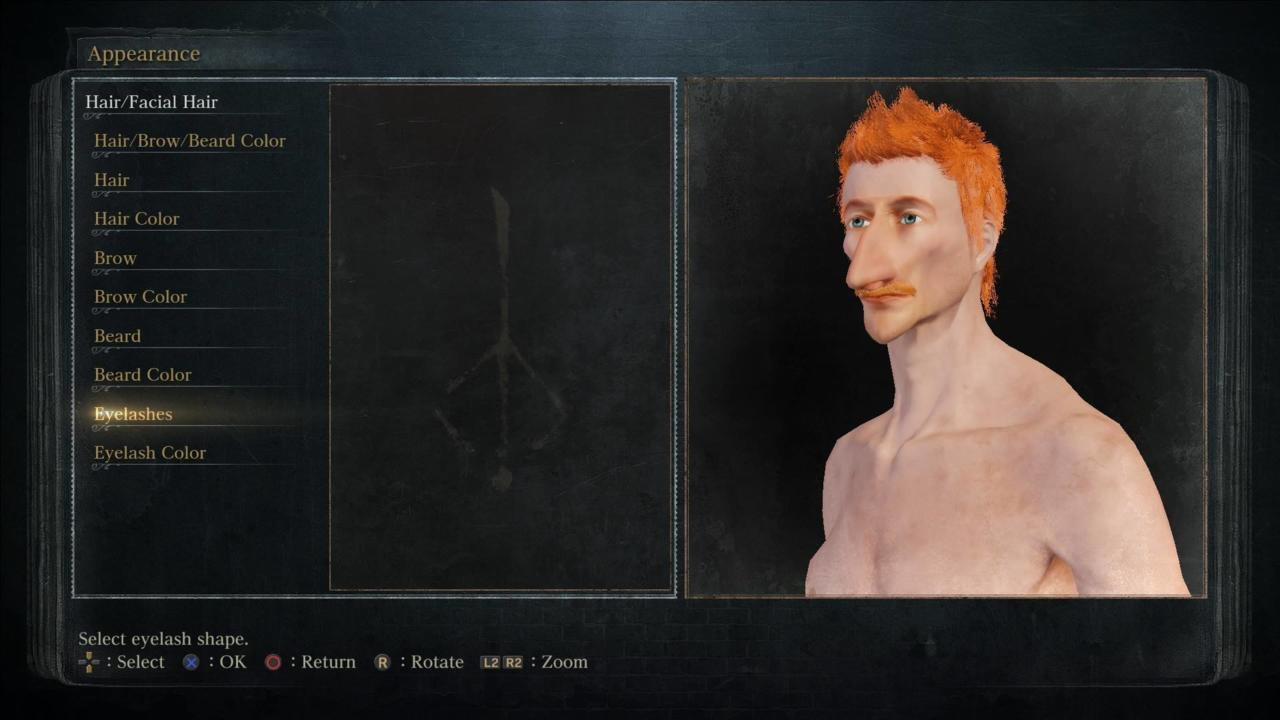 Appearance
Hair/Facial Hair
Hair/Brow/Beard Color
Hair
Hair Color
Brow
Brow Color
Beard
Beard Color
Eyelashes
Eyelash Color
Select eyelash shape.
: Select : OK : Return R : Rotate L2 R2 : Zoom